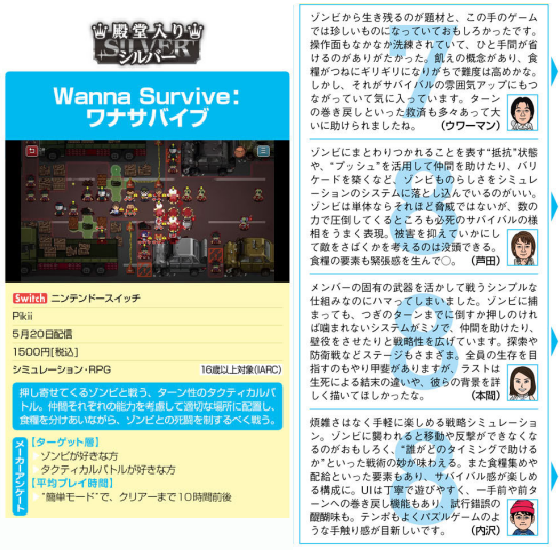 殿堂入り
SILVER
シルバー
Wanna Survive:
ワナサバイブ
Switch ニンテンドースイッチ
Pikii
5月20日配信
1500円[税込]
シミュレーション・RPG 16歳以上対象(IARC)
押し寄せてくるゾンビと戦う、ターン性のタクティカルバ
トル。仲間それぞれの能力を考慮して適切な場所に配置し、
食糧を分けあいながら、ゾンビとの死闘を制するべく戦う。
メーカーアンケート
【ターゲット層】
ゾンビが好きな方
タクティカルバトルが好きな方
【平均プレイ時間】
“簡単モード”で、クリアーまで10時間前後
ゾンビから生き残るのが題材と、この手のゲーム
では珍しいものになっていておもしろかったです。
操作面もなかなか洗練されていて、ひと手間が省
けるのがありがたかった。飢えの概念があり、食
糧がつねにギリギリになりがちで難度は高めかな。
しかし、それがサバイバルの雰囲気アップにもつ
ながっていて気に入っています。ターン
の巻き戻しといった救済も多々あって大
いに助けられましたね。（ウワーマン）
ゾンビにまとわりつかれることを表す“抵抗”状態
や、“プッシュ”を活用して仲間を助けたり、バリ
ケードを築くなど、ゾンビものらしさをシミュレ
ーションのシステムに落とし込んでいるのがいい。
ゾンビは単体ならそれほど脅威ではないが、数の
力で圧倒してくるところも必死のサバイバルの様
相をうまく表現。被害を抑えていかにし
て敵をさばくかを考えるのは没頭できる。
食糧の要素も緊張感を生んで○。（芦田）
8
メンバーの固有の武器を活かして戦うシンプルな
仕組みなのにハマってしまいました。ゾンビに捕
まっても、つぎのターンまでに倒すか押しのけれ
ば噛まれないシステムがミソで、仲間を助けたり、
壁役をさせたりと戦略性を広げています。探索や
防衛戦などステージもさまざま。全員の生存を目
指すのもやり甲斐がありますが、ラストは
生死による結末の違いや、彼らの背景を詳
しく描いてほしかったな。（本間）
8
煩雑さはなく手軽に楽しめる戦略シミュレーショ
ン。ゾンビに襲われると移動や反撃ができなくな
るのがおもしろく、“誰がどのタイミングで助ける
か”といった戦術の妙が味わえる。また食糧集めや
配給といった要素もあり、サバイバル感が楽しめ
る構成に。UIは丁寧で遊びやすく、一手前や前タ
ーンへの巻き戻し機能もあり、試行錯誤の
醍醐味も。テンポもよくパズルゲームのよ
うな手触り感が目新しいです。（内沢）